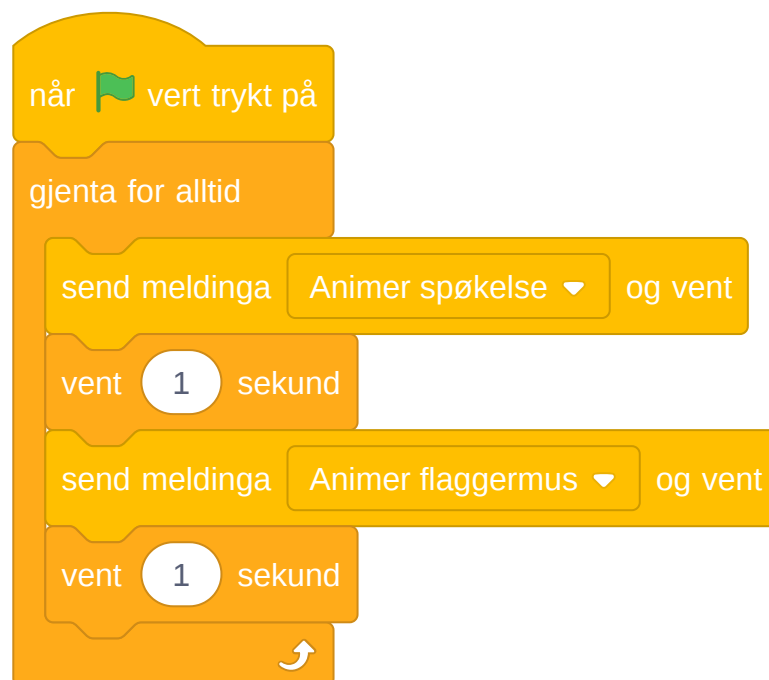 når vert trykt på
gjenta for alltid
send meldinga Animer spøkelse og vent
vent 1 sekund
send meldinga Animer flaggermus og vent
vent 1 sekund